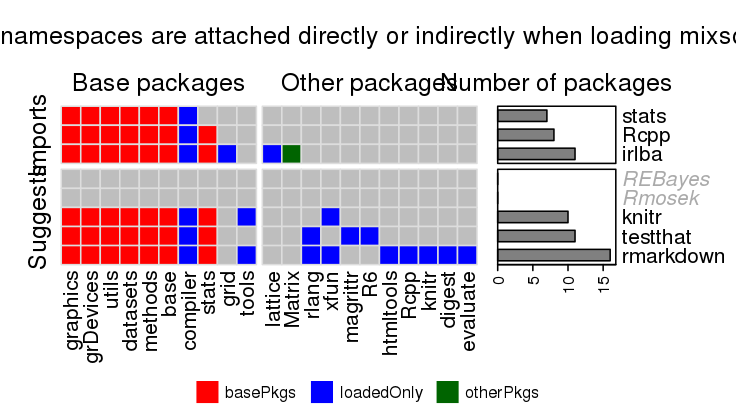 namespaces are attached directly or indirectly when loading mixsq
Base packages
Other packages
Number of packages
Imports
Suggests
stats
Rcpp
irlba
REBayes
Rmosek
knitr
testthat
rmarkdown
0
5
10
15
graphics
grDevices
utils
datasets
methods
base
compiler
stats
grid
tools
lattice
Matrix
rlang
xfun
magrittr
R6
htmltools
Rcpp
knitr
digest
evaluate
basePkgs
loadedOnly
otherPkgs